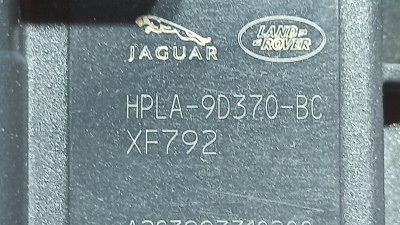 JAGUAR
LAND ROVER
HPLA-9D370-BC
XF792